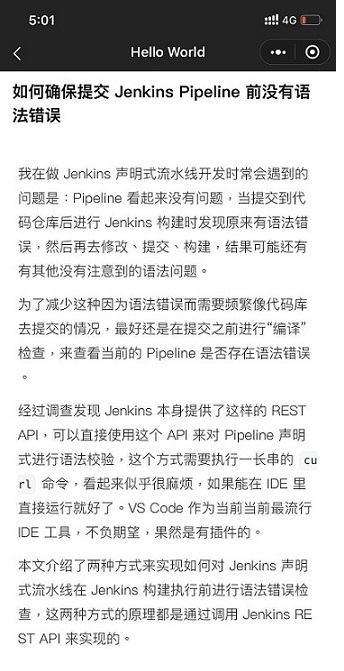 5:01
4G
Hello World
如何确保提交 Jenkins Pipeline 前没有语
法错误
我在做 Jenkins 声明式流水线开发时常会遇到的
问题是：Pipeline 看起来没有问题，当提交到代
码仓库后进行 Jenkins 构建时发现原来有语法错
误，然后再去修改、提交、构建，结果可能还有
有其他没有注意到的语法问题。
为了减少这种因为语法错误而需要频繁像代码库
去提交的情况，最好还是在提交之前进行“编译”
检查，来查看当前的 Pipeline 是否存在语法错误
。
经过调查发现 Jenkins 本身提供了这样的 REST
API，可以直接使用这个 API 来对 Pipeline 声明
式进行语法校验，这个方式需要执行一长串的 cu
rl 命令，看起来似乎很麻烦，如果能在 IDE 里
直接运行就好了。VS Code 作为当前当前最流行
IDE 工具，不负期望，果然是有插件的。
本文介绍了两种方式来实现如何对 Jenkins 声明
式流水线在 Jenkins 构建执行前进行语法错误检
查，这两种方式的原理都是通过调用 Jenkins RE
ST API 来实现的。